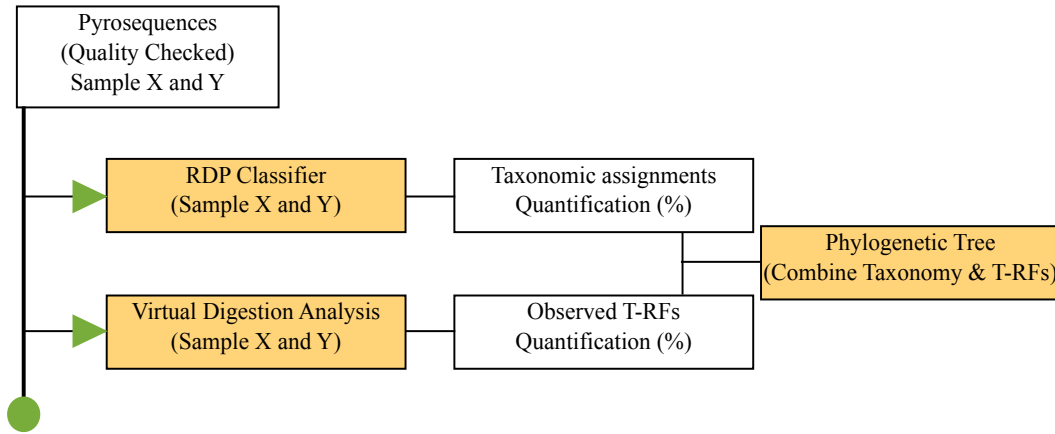 Pyrosequences
(Quality Checked)
Sample X and Y
RDP Classifier
(Sample X and Y)
Taxonomic assignments
Quantification (%)
Phylogenetic Tree
(Combine Taxonomy & T-RFs)
Virtual Digestion Analysis
(Sample X and Y)
Observed T-RFs
Quantification (%)